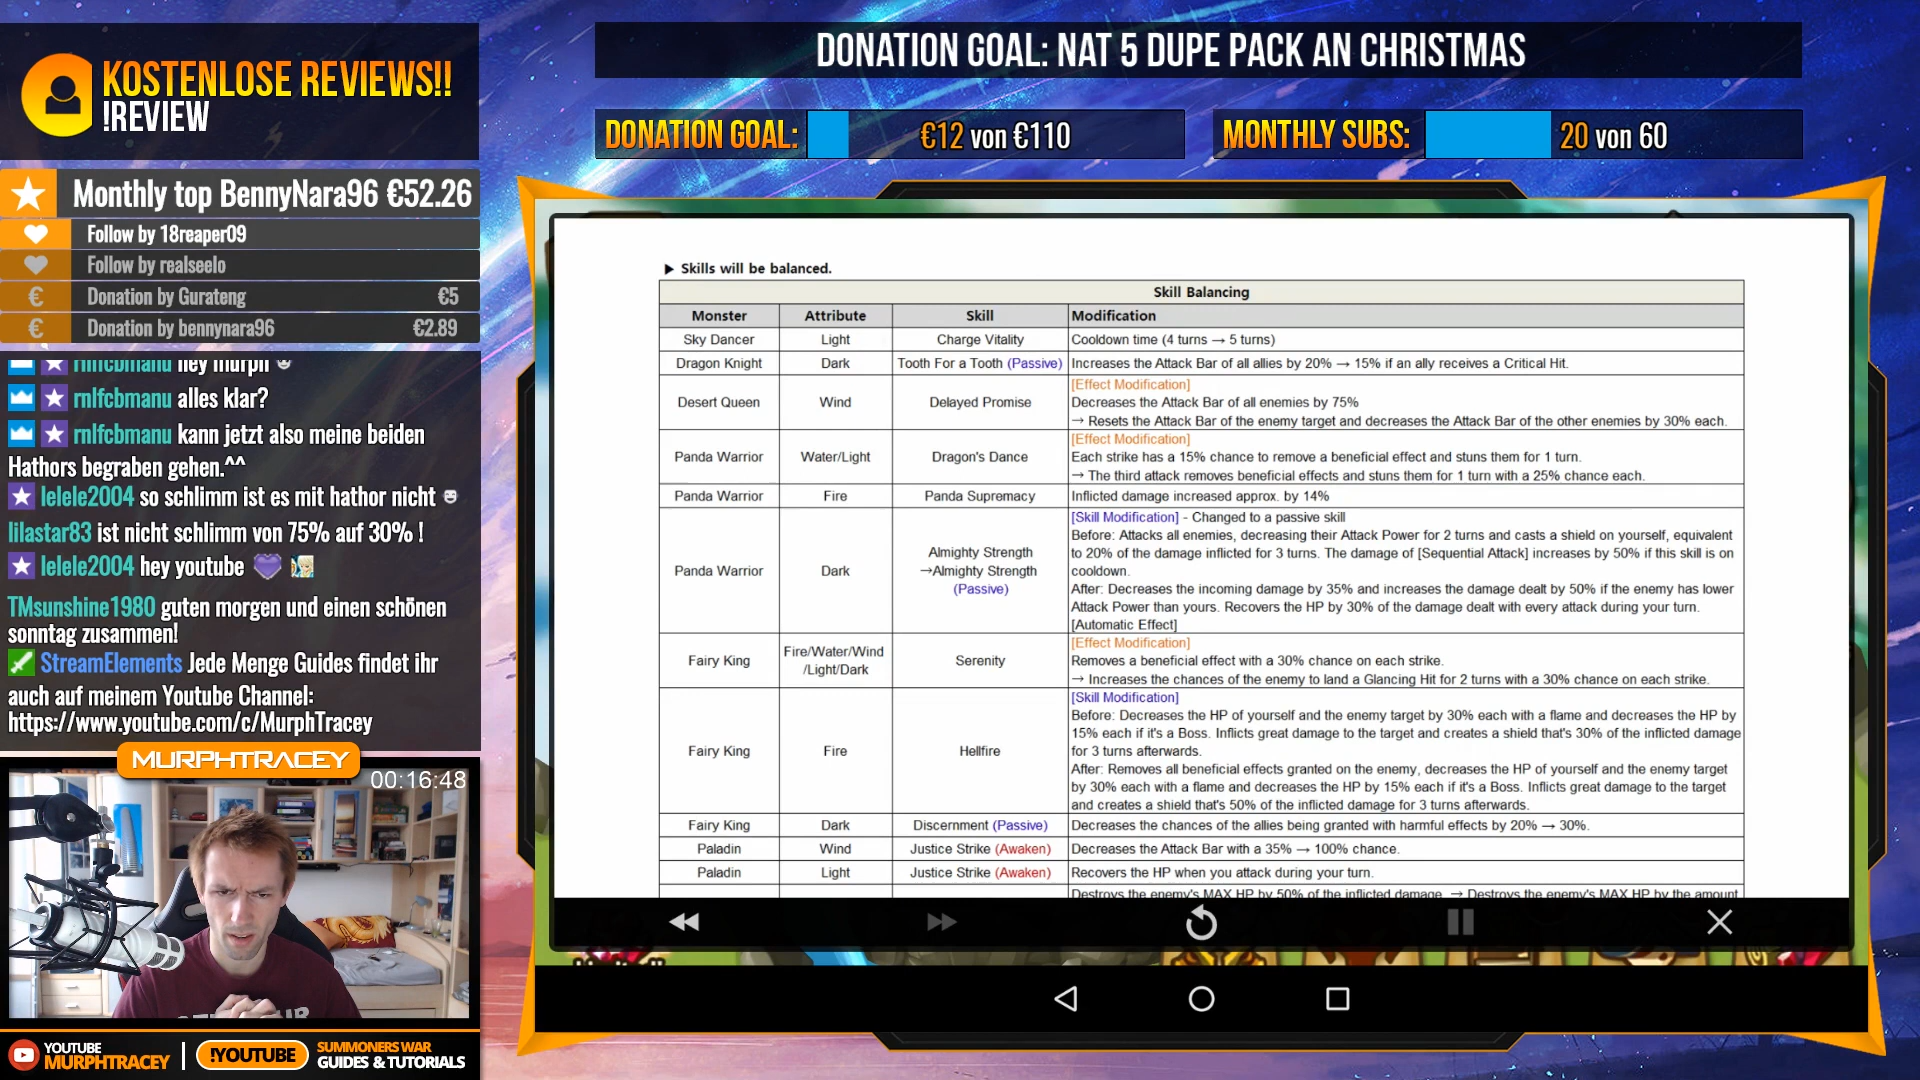 KOSTENLOSE REVIEWS!!
!REVIEW
Monthly top BennyNara96 €52.26
Follow by 18reaper09
Follow by realseelo
Donation by Gurateng €5
Donation by bennynara96 €2.89
rnlfcbmanu hey murph
rnlfcbmanu alles klar?
rnlfcbmanu kann jetzt also meine beiden
Hathors begraben gehen.^^
lelele2004 so schlimm ist es mit hathor nicht
lilastar83 ist nicht schlimm von 75% auf 30% !
lelele2004 hey youtube
TMsunshine1980 guten morgen und einen schönen
sonntag zusammen!
StreamElements Jede Menge Guides findet ihr
auch auf meinem Youtube Channel:
https://www.youtube.com/c/MurphTracey
MURPHTRACEY
00:16:48
YOUTUBE
MURPHTRACEY
!YOUTUBE
SUMMONERS WAR
GUIDES & TUTORIALS
DONATION GOAL: NAT 5 DUPE PACK AN CHRISTMAS
DONATION GOAL: €12 von €110
MONTHLY SUBS: 20 von 60
▶ Skills will be balanced.
Skill Balancing
Monster Attribute Skill Modification
Sky Dancer Light Charge Vitality Cooldown time (4 turns → 5 turns)
Dragon Knight Dark Tooth For a Tooth (Passive) Increases the Attack Bar of all allies by 20% → 15% if an ally receives a Critical Hit.
Desert Queen Wind Delayed Promise
[Effect Modification]
Decreases the Attack Bar of all enemies by 75%
→ Resets the Attack Bar of the enemy target and decreases the Attack Bar of the other enemies by 30% each.
Panda Warrior Water/Light Dragon's Dance
[Effect Modification]
Each strike has a 15% chance to remove a beneficial effect and stuns them for 1 turn.
→ The third attack removes beneficial effects and stuns them for 1 turn with a 25% chance each.
Panda Warrior Fire Panda Supremacy Inflicted damage increased approx. by 14%
Panda Warrior Dark
Almighty Strength
→Almighty Strength
(Passive)
[Skill Modification] - Changed to a passive skill
Before: Attacks all enemies, decreasing their Attack Power for 2 turns and casts a shield on yourself, equivalent
to 20% of the damage inflicted for 3 turns. The damage of [Sequential Attack] increases by 50% if this skill is on
cooldown.
After: Decreases the incoming damage by 35% and increases the damage dealt by 50% if the enemy has lower
Attack Power than yours. Recovers the HP by 30% of the damage dealt with every attack during your turn.
[Automatic Effect]
Fairy King
Fire/Water/Wind
/Light/Dark
Serenity
[Effect Modification]
Removes a beneficial effect with a 30% chance on each strike.
→ Increases the chances of the enemy to land a Glancing Hit for 2 turns with a 30% chance on each strike.
Fairy King Fire Hellfire
[Skill Modification]
Before: Decreases the HP of yourself and the enemy target by 30% each with a flame and decreases the HP by
15% each if it's a Boss. Inflicts great damage to the target and creates a shield that's 30% of the inflicted damage
for 3 turns afterwards.
After: Removes all beneficial effects granted on the enemy, decreases the HP of yourself and the enemy target
by 30% each with a flame and decreases the HP by 15% each if it's a Boss. Inflicts great damage to the target
and creates a shield that's 50% of the inflicted damage for 3 turns afterwards.
Fairy King Dark Discernment (Passive) Decreases the chances of the allies being granted with harmful effects by 20% → 30%.
Paladin Wind Justice Strike (Awaken) Decreases the Attack Bar with a 35% → 100% chance.
Paladin Light Justice Strike (Awaken) Recovers the HP when you attack during your turn.
Destroys the enemy's MAX HP by 50% of the inflicted damage. → Destroys the enemy's MAX HP by the amount